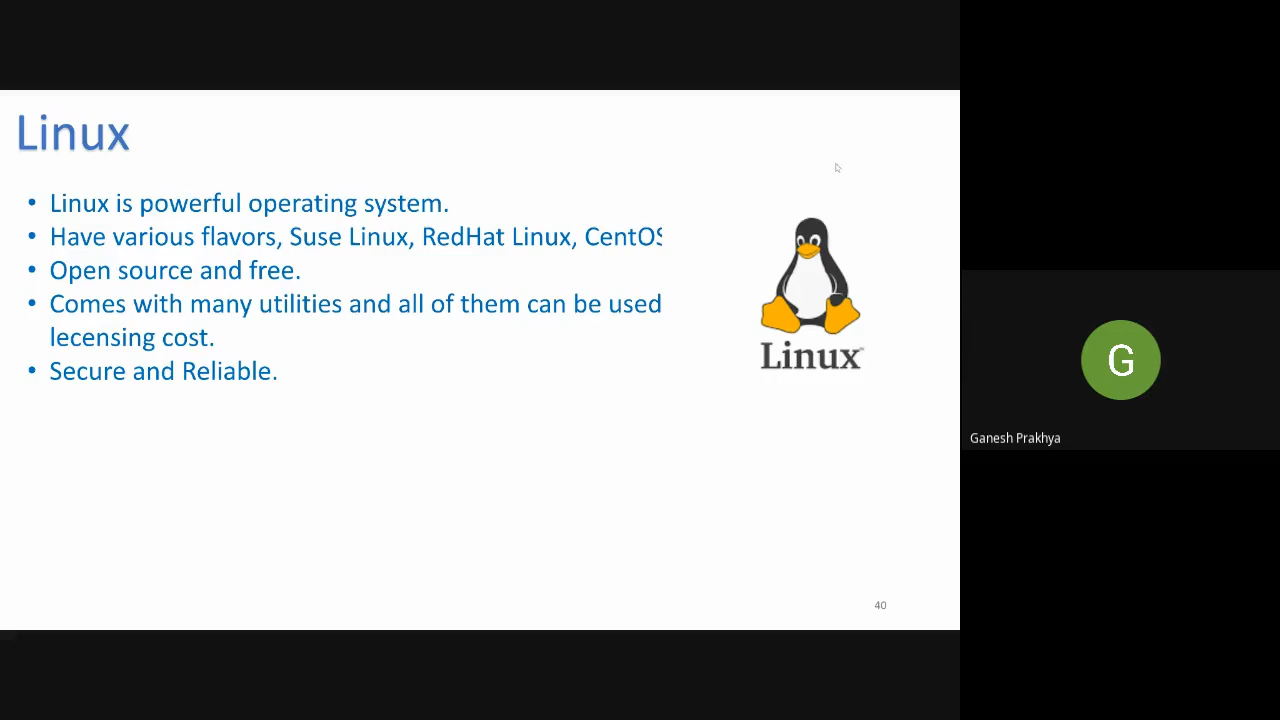 Linux
Linux is powerful operating system.
Have various flavors, Suse Linux, RedHat Linux, CentOS
Open source and free.
Comes with many utilities and all of them can be used
lecensing cost.
Secure and Reliable.
Linux
40
G
Ganesh Prakhya